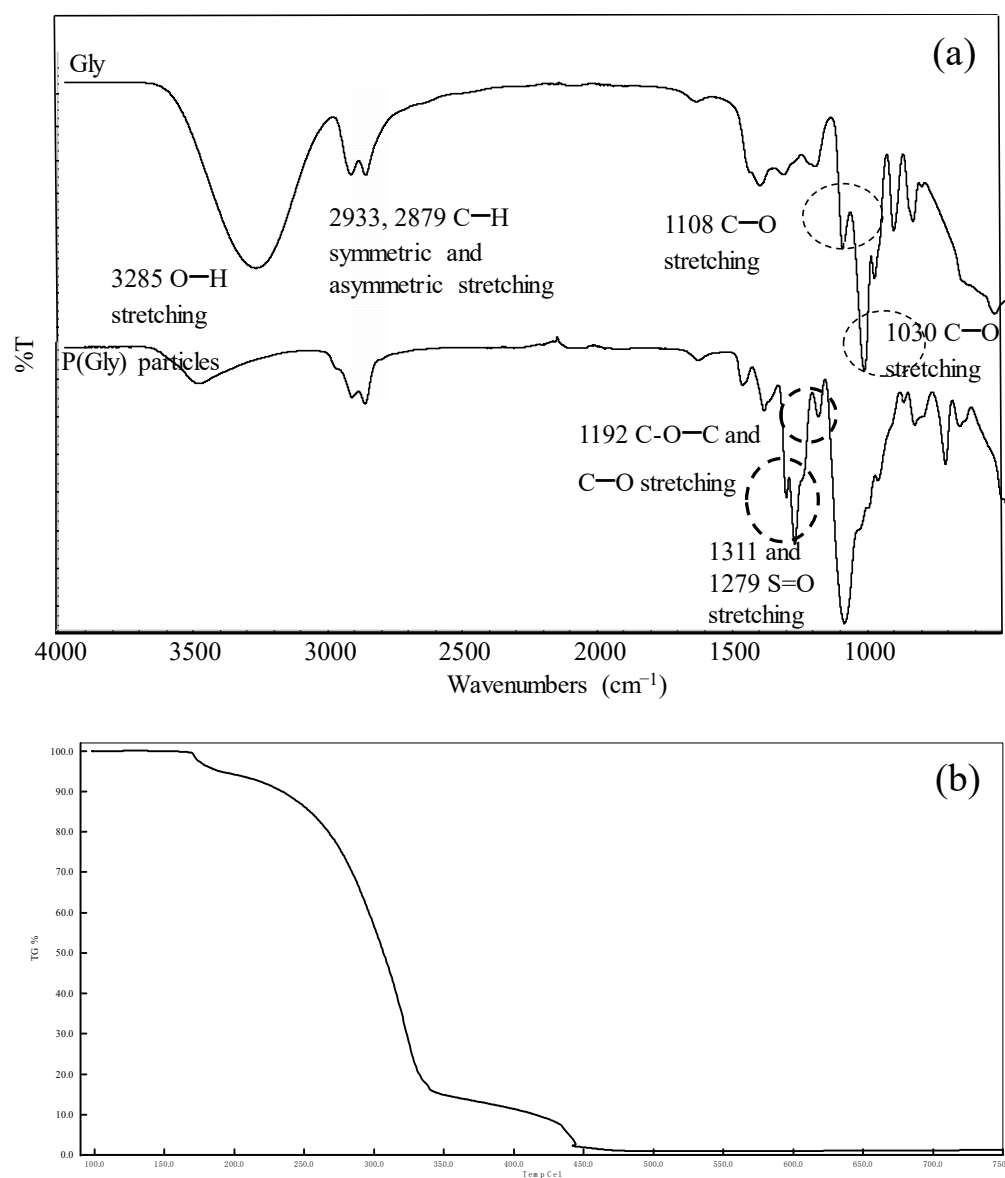 (a)
Gly
2933, 2879 C─H
symmetric and
asymmetric stretching
1108 C─O
stretching
3285 O─H
stretching
1030 C─O
stretching
%T
P(Gly) particles
1192 C-O─C and
C─O stretching
1311 and
1279 S=O
stretching
4000 3500 3000 2500 2000 1500 1000
Wavenumbers (cm⁻¹)
(b)
100.0
90.0
80.0
70.0
60.0
50.0
40.0
30.0
20.0
10.0
0.0
TG %
100.0 150.0 200.0 250.0 300.0 350.0 400.0 450.0 500.0 550.0 600.0 650.0 700.0 750
Temp Cel